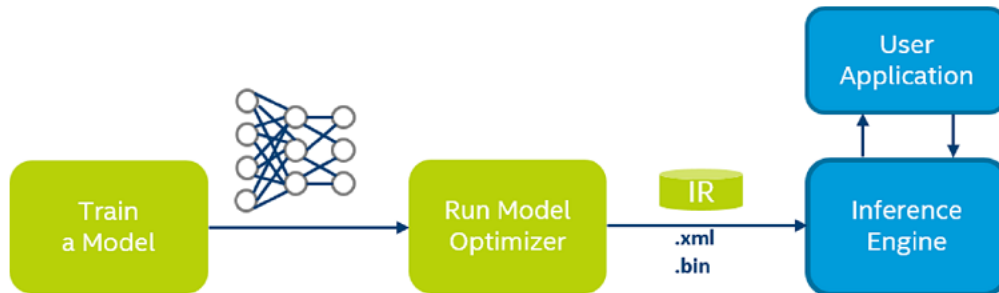 User
Application
Train
a Model
Run Model
Optimizer
IR
.xml
.bin
Inference
Engine